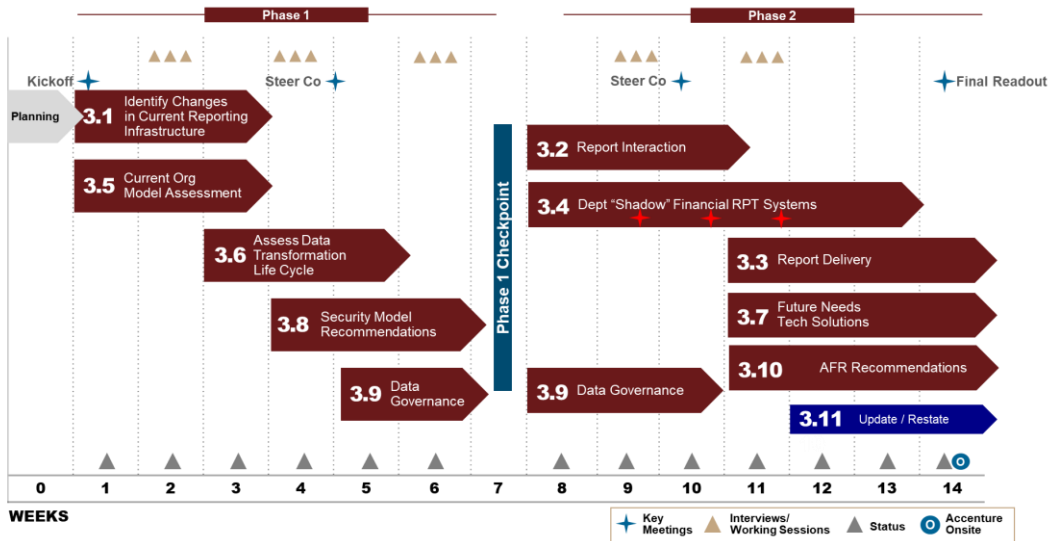 Phase 1
Phase 2
Kickoff
Steer Co
Steer Co
Final Readout
Planning
3.1
Identify Changes
in Current Reporting
Infrastructure
3.5
Current Org
Model Assessment
3.6
Assess Data
Transformation
Life Cycle
3.8
Security Model
Recommendations
3.9
Data
Governance
Phase 1 Checkpoint
3.2
Report Interaction
3.4
Dept “Shadow” Financial RPT Systems
3.3
Report Delivery
3.7
Future Needs
Tech Solutions
3.10
AFR Recommendations
3.9
Data Governance
3.11
Update / Restate
O
0 1 2 3 4 5 6 7 8 9 10 11 12 13 14
WEEKS
Key
Meetings
Interviews/
Working Sessions
Status
O
Accenture
Onsite